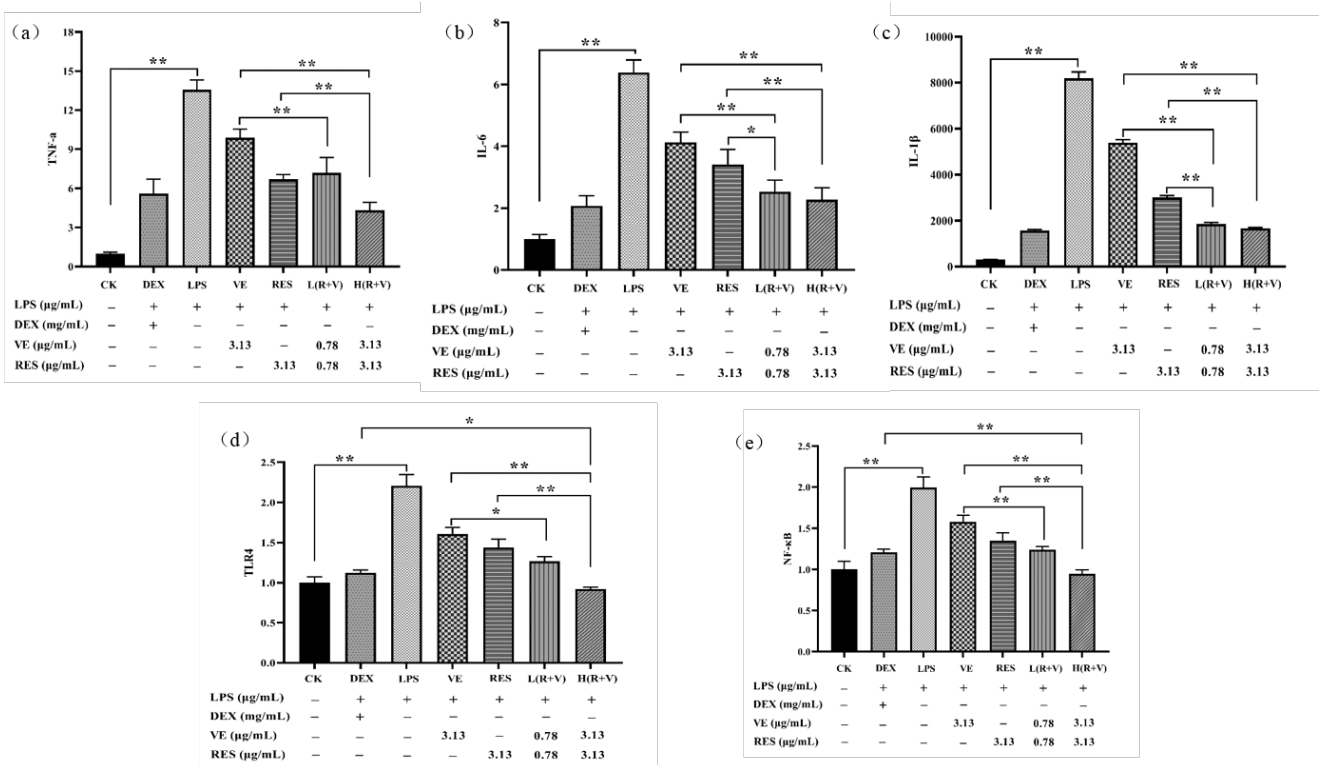 (a)
18
15
12
9
6
3
0
TNF-a
**
**
**
**
CK DEX LPS VE RES L(R+V) H(R+V)
LPS (μg/mL) – + + + + + +
DEX (mg/mL) – + – – – – –
VE (μg/mL) – – – 3.13 – 0.78 3.13
RES (μg/mL) – – – – 3.13 0.78 3.13
(b)
8
6
4
2
0
IL-6
**
**
**
**
*
CK DEX LPS VE RES L(R+V) H(R+V)
LPS (μg/mL) – + + + + + +
DEX (mg/mL) – + – – – – –
VE (μg/mL) – – – 3.13 – 0.78 3.13
RES (μg/mL) – – – – 3.13 0.78 3.13
(c)
10000
8000
6000
4000
2000
0
IL-1β
**
**
**
**
**
CK DEX LPS VE RES L(R+V) H(R+V)
LPS (μg/mL) – + + + + + +
DEX (mg/mL) – + – – – – –
VE (μg/mL) – – – 3.13 – 0.78 3.13
RES (μg/mL) – – – – 3.13 0.78 3.13
(d)
2.5
2.0
1.5
1.0
0.5
0.0
TLR4
*
**
**
**
*
CK DEX LPS VE RES L(R+V) H(R+V)
LPS (μg/mL) – + + + + + +
DEX (mg/mL) – + – – – – –
VE (μg/mL) – – – 3.13 – 0.78 3.13
RES (μg/mL) – – – – 3.13 0.78 3.13
(e)
2.5
2.0
1.5
1.0
0.5
0.0
NF-κB
**
**
**
**
**
CK DEX LPS VE RES L(R+V) H(R+V)
LPS (μg/mL) – + + + + + +
DEX (mg/mL) – + – – – – –
VE (μg/mL) – – – 3.13 – 0.78 3.13
RES (μg/mL) – – – – 3.13 0.78 3.13